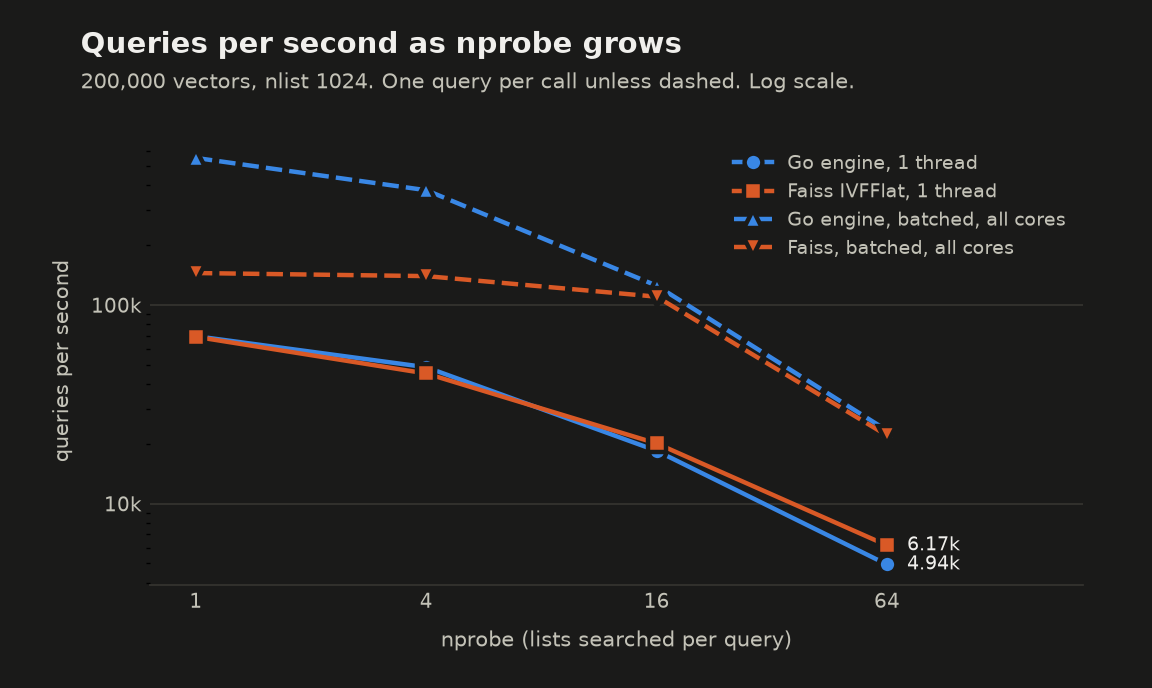 Queries per second as nprobe grows
200,000 vectors, nlist 1024. One query per call unless dashed. Log scale.
Go engine, 1 thread
Faiss IVFFlat, 1 thread
Go engine, batched, all cores
Faiss, batched, all cores
queries per second
100k
10k
6.17k
4.94k
1 4 16 64
nprobe (lists searched per query)